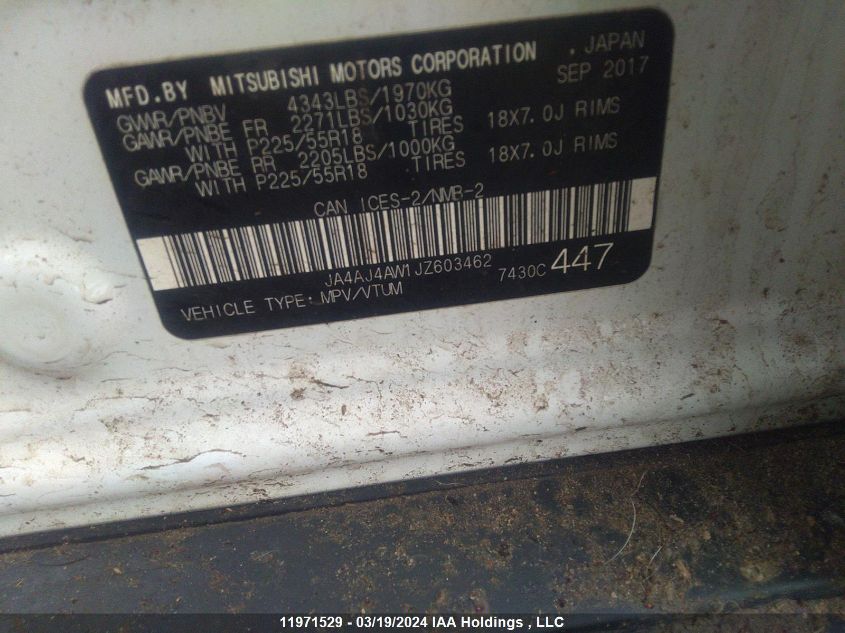 MFD.BY MITSUBISHI MOTORS CORPORATION . JAPAN
GVWR/PNBV 4343LBS/1970KG SEP 2017
GAWR/PNBE FR 2271LBS/1030KG
WITH P225/55R18 TIRES 18X7.0J RIMS
GAWR/PNBE RR 2205LBS/1000KG
WITH P225/55R18 TIRES 18X7.0J RIMS
CAN ICES-2/NMB-2
JA4AJ4AW1JZ603462
7430C 447
VEHICLE TYPE:MPV/VTUM
11971529 - 03/19/2024 IAA Holdings , LLC